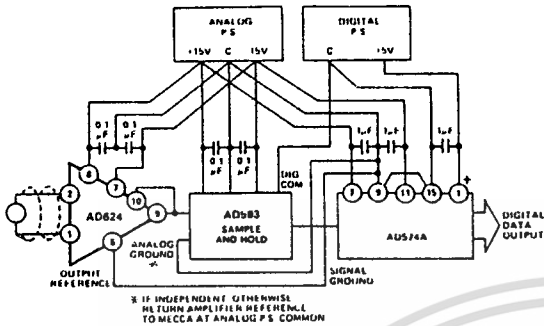 ANALOG
P S
+15V C 15V
DIGITAL
P S
C +5V
0 1
µF
0 1
µF
0 1
µF
0 1
µF
1µF
1µF
1µF
DIG
COM
2
1
8
7
10
9
6
AD624
AD583
SAMPLE
AND HOLD
7
9
11
15
1
*
AD574A
DIGITAL
DATA
OUTPUT
ANALOG
GROUND
*
OUTPUT
REFERENCE
SIGNAL
GROUND
* IF INDEPENDENT OTHERWISE
RETURN AMPLIFIER REFERENCE
TO MECCA AT ANALOG P S COMMON